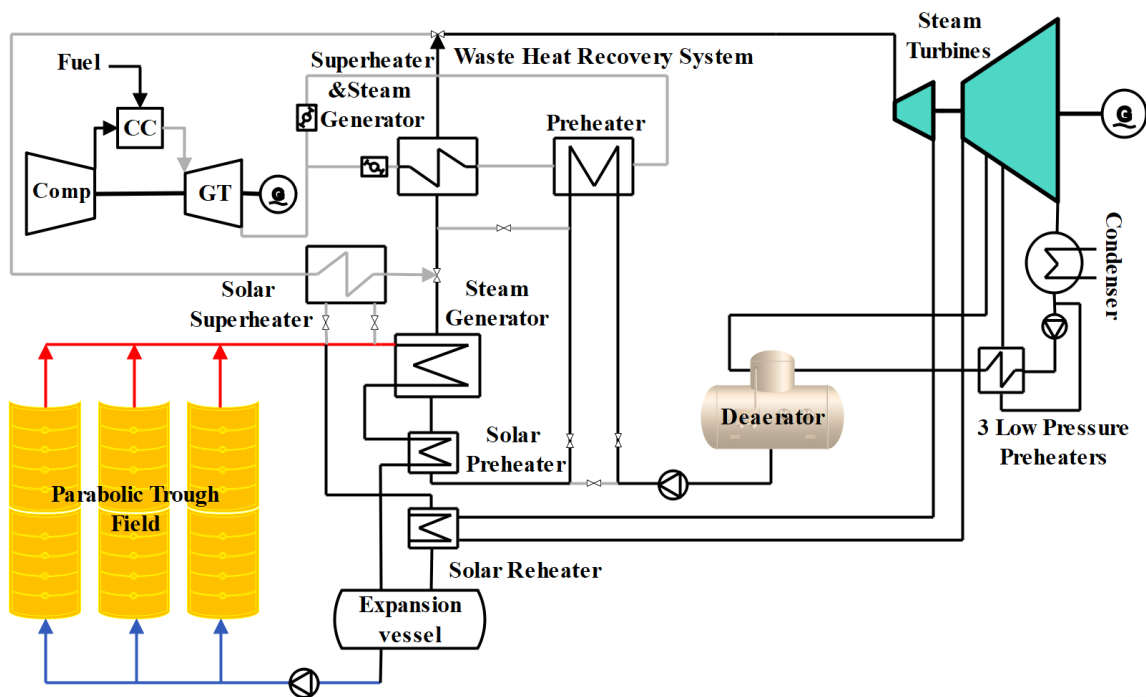 Steam
Turbines
Waste Heat Recovery System
Fuel
Superheater
&Steam
Generator
Preheater
CC
G
Comp
GT
G
Condenser
Solar
Superheater
Steam
Generator
Deaerator
3 Low Pressure
Preheaters
Solar
Preheater
Parabolic Trough
Field
Solar Reheater
Expansion
vessel